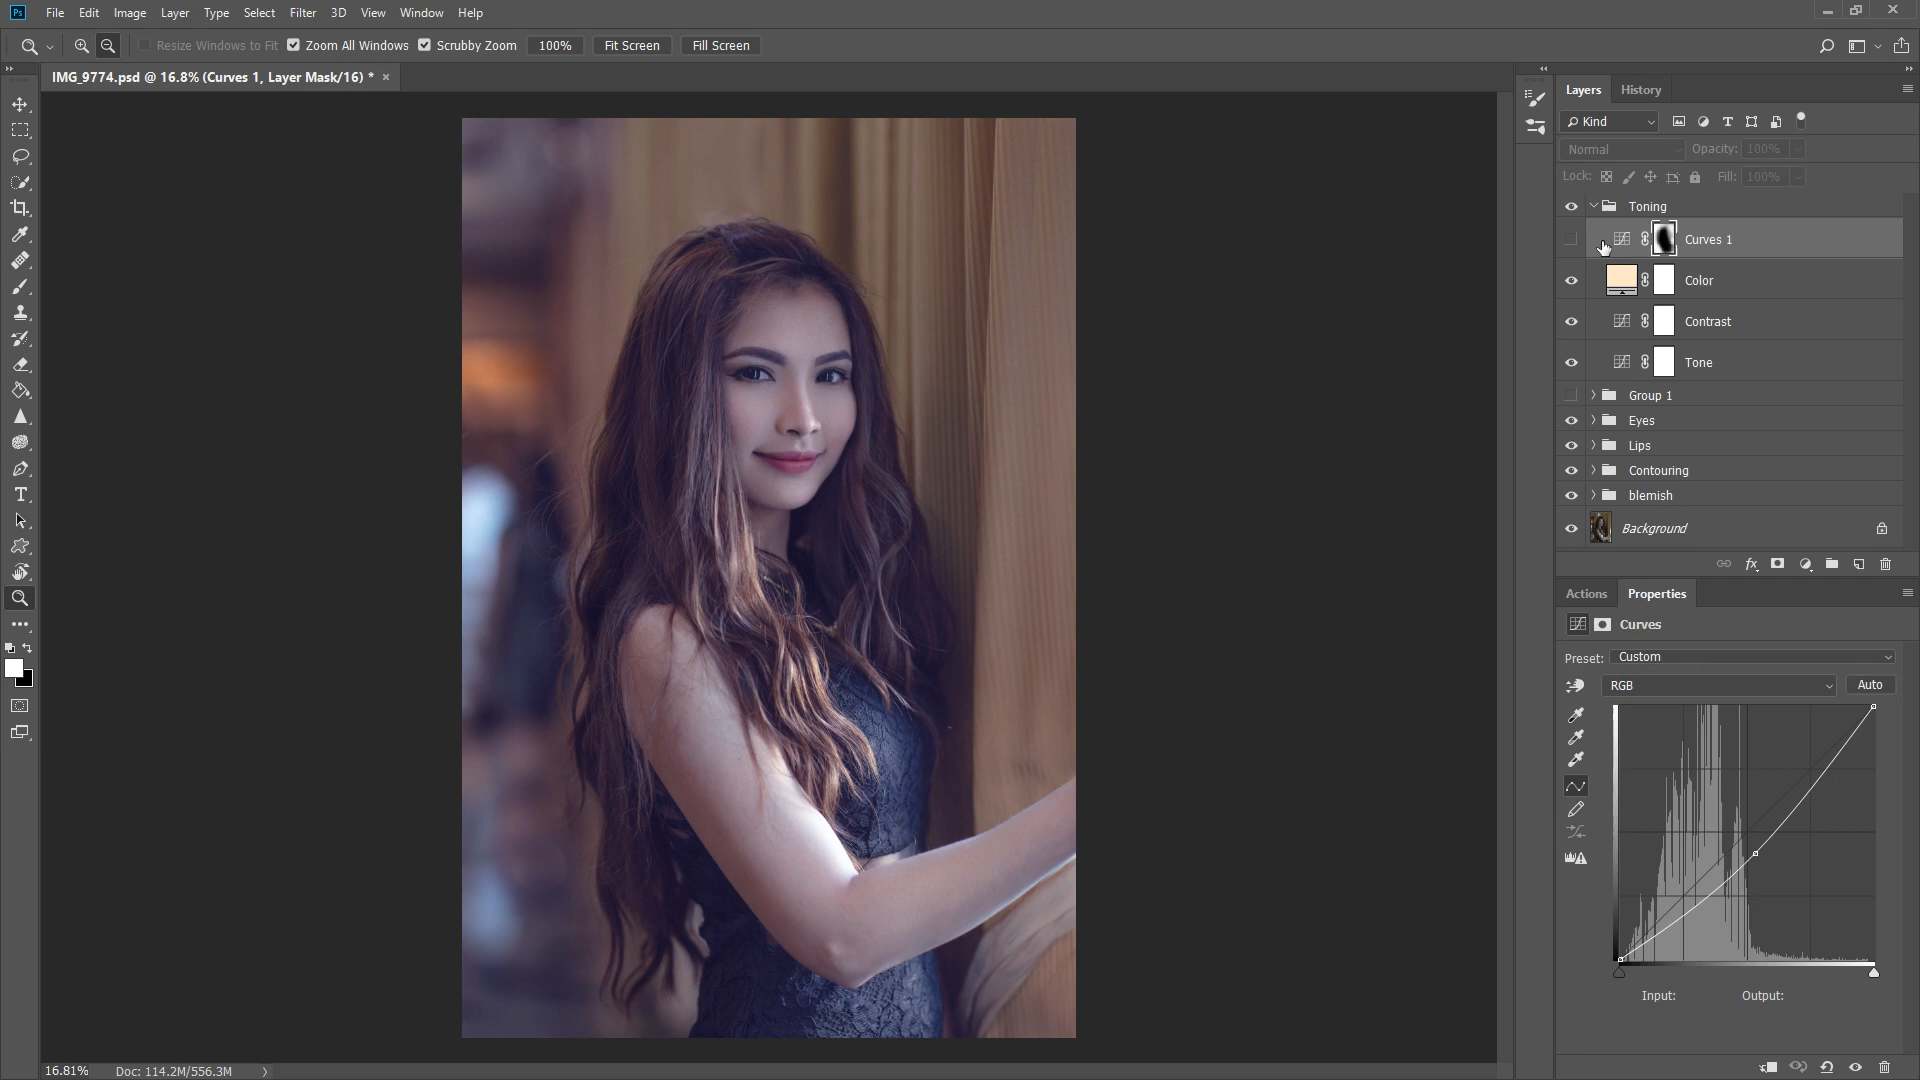 Ps File Edit Image Layer Type Select Filter 3D View Window Help
Resize Windows to Fit Zoom All Windows Scrubby Zoom 100% Fit Screen Fill Screen
IMG_9774.psd @ 16.8% (Curves 1, Layer Mask/16) *
Layers History
Kind
Normal Opacity: 100%
Lock: Fill: 100%
Toning
Curves 1
Color
Contrast
Tone
Group 1
Eyes
Lips
Contouring
blemish
Background
fx
Actions Properties
Curves
Preset: Custom
RGB Auto
Input: Output:
16.81% Doc: 114.2M/556.3M